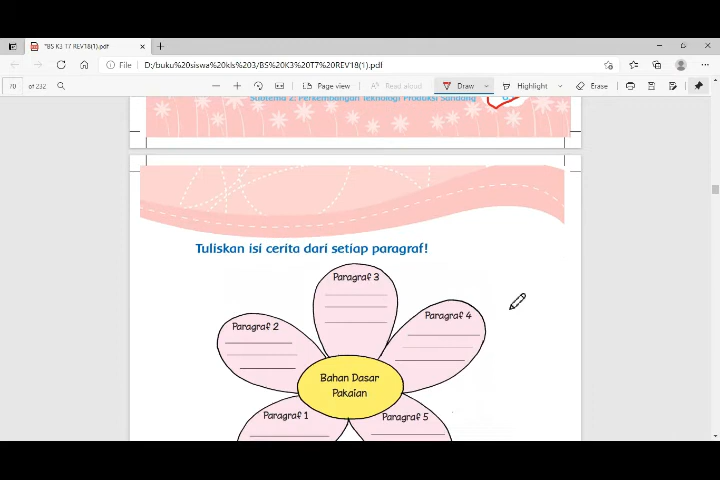 *BS K3 17 REV18(1).pdf
File
D:/buku%20siswa%20kls%203/BS%20K3%20T7%20REV18(1).pdf
70
of 232
Page view
Read aloud
Draw
Highlight
Erase
Subtema 2: Perkembangan Teknologi Produksi Sandang
Tuliskan isi cerita dari setiap paragraf!
Paragraf 3
Paragraf 4
Paragraf 2
Bahan Dasar
Pakaian
Paragraf 1
Paragraf 5